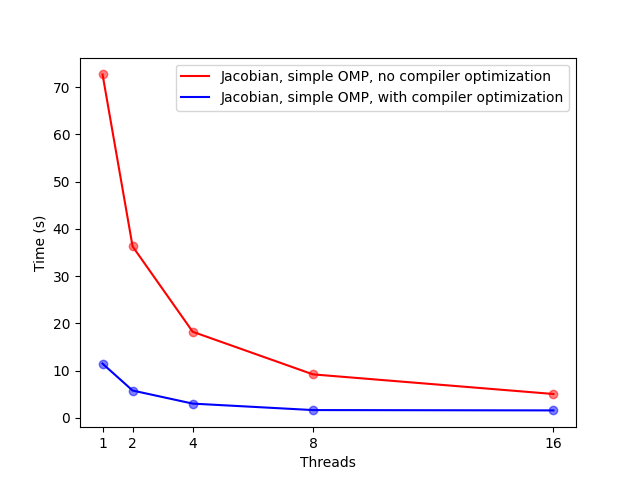 Jacobian, simple OMP, no compiler optimization
Jacobian, simple OMP, with compiler optimization
70
60
50
40
30
20
10
0
Time (s)
1 2 4 8 16
Threads